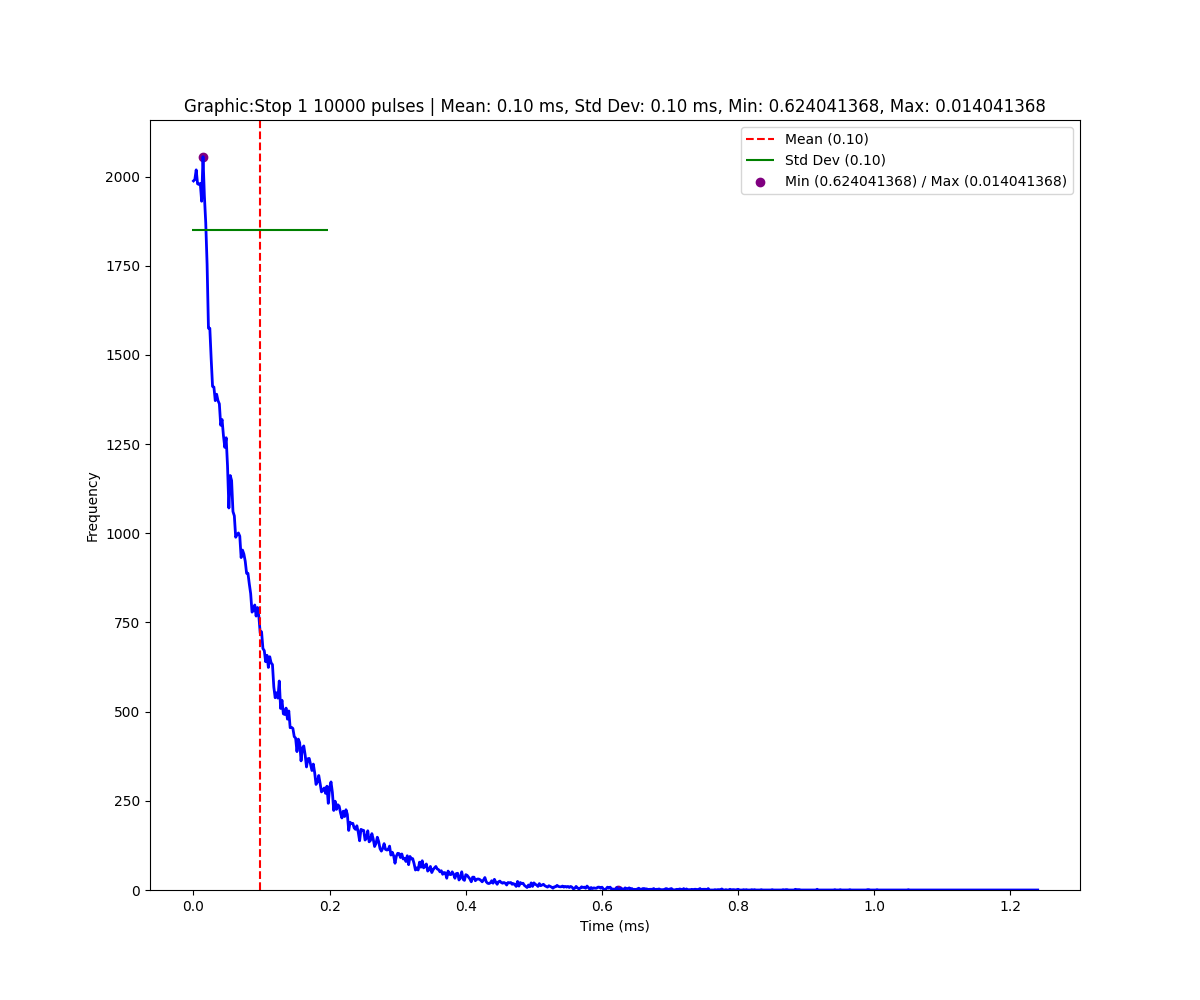 Graphic:Stop 1 10000 pulses | Mean: 0.10 ms, Std Dev: 0.10 ms, Min: 0.624041368, Max: 0.014041368
Mean (0.10)
Std Dev (0.10)
Min (0.624041368) / Max (0.014041368)
Frequency
2000
1750
1500
1250
1000
750
500
250
0
0.0 0.2 0.4 0.6 0.8 1.0 1.2
Time (ms)